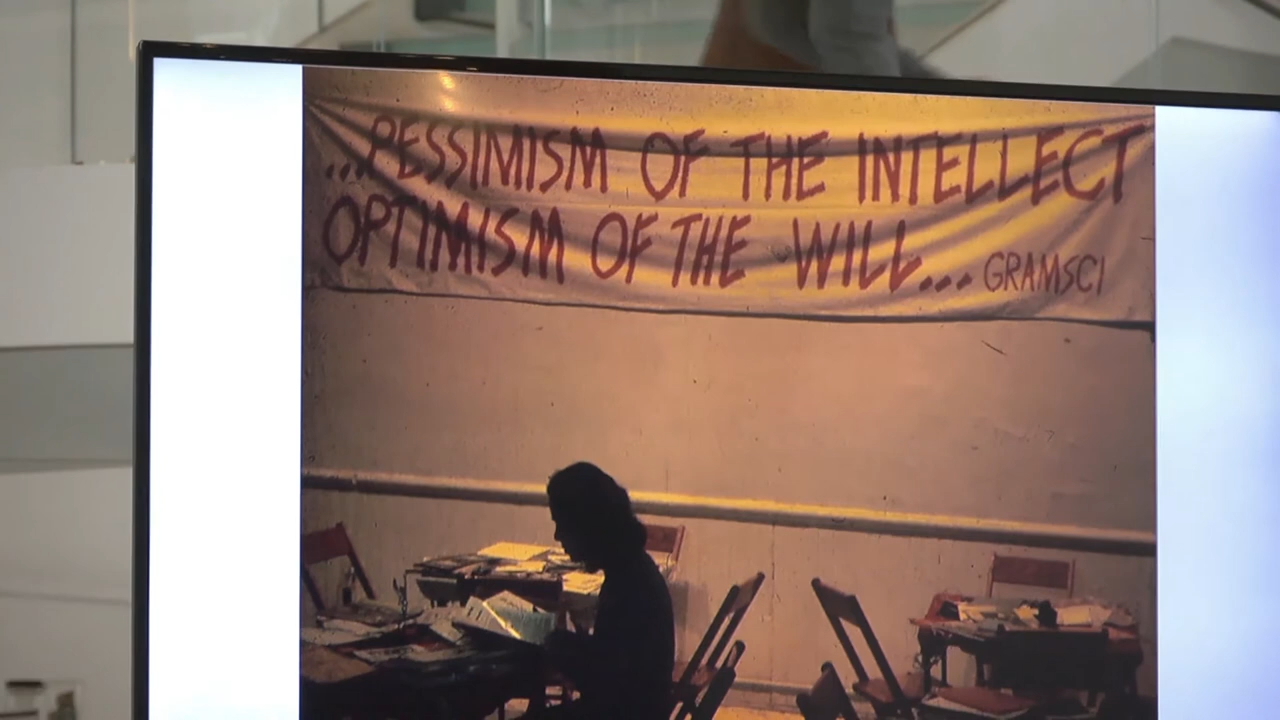 ...PESSIMISM OF THE INTELLECT
OPTIMISM OF THE WILL... GRAMSCI